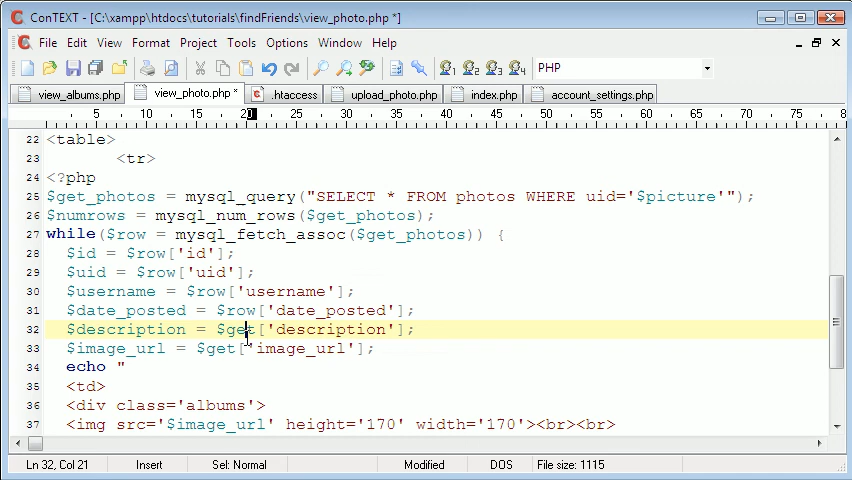 ConTEXT - [C:\xampp\htdocs\tutorials\findFriends\view_photo.php *]
File Edit View Format Project Tools Options Window Help
1 2 3 4 PHP
view_albums.php view_photo.php * .htaccess upload_photo.php index.php account_settings.php
5 10 15 20 25 30 35 40 45 50 55 60 65 70 75
22 <table>
23 <tr>
24 <?php
25 $get_photos = mysql_query("SELECT * FROM photos WHERE uid='$picture'");
26 $numrows = mysql_num_rows($get_photos);
27 while($row = mysql_fetch_assoc($get_photos)) {
28 $id = $row['id'];
29 $uid = $row['uid'];
30 $username = $row['username'];
31 $date_posted = $row['date_posted'];
32 $description = $get['description'];
33 $image_url = $get['image_url'];
34 echo "
35 <td>
36 <div class='albums'>
37 <img src='$image_url' height='170' width='170'><br><br>
Ln 32, Col 21 Insert Sel: Normal Modified DOS File size: 1115